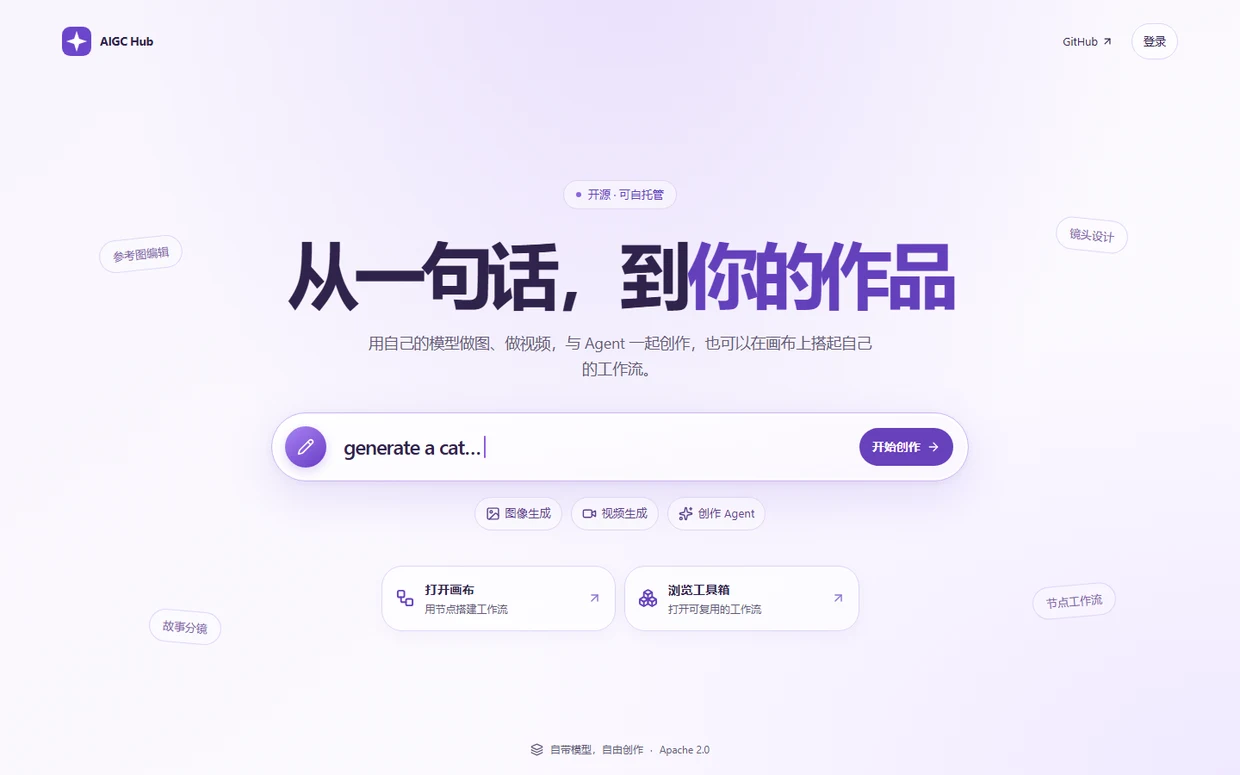 AIGC Hub
GitHub
登录
开源 · 可自托管
参考图编辑
镜头设计
从一句话，到你的作品
用自己的模型做图、做视频，与 Agent 一起创作，也可以在画布上搭起自己
的工作流。
generate a cat...
开始创作
图像生成
视频生成
创作 Agent
打开画布
用节点搭建工作流
浏览工具箱
打开可复用的工作流
节点工作流
故事分镜
自带模型，自由创作 · Apache 2.0